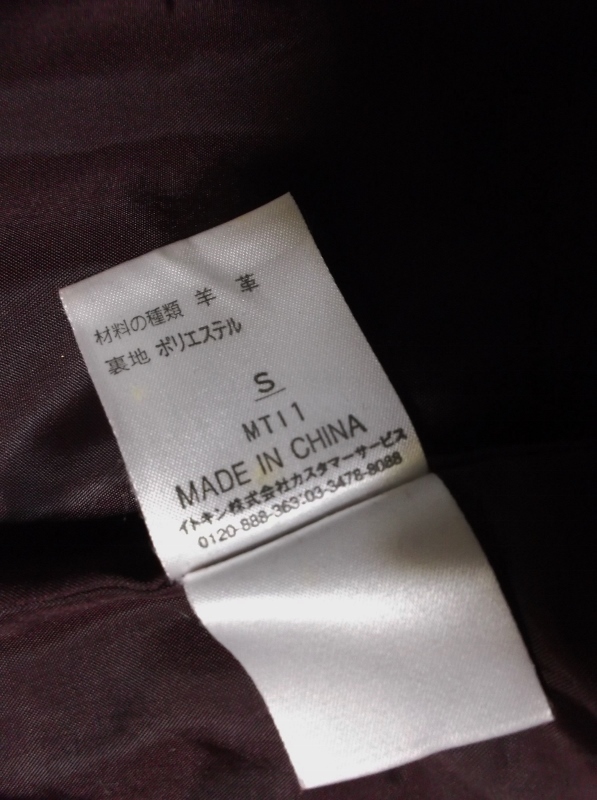 材料の種類 羊 革
裏地 ポリエステル
S
MT11
MADE IN CHINA
イトキン株式会社カスタマーサービス
0120-888-363:03-3478-8088